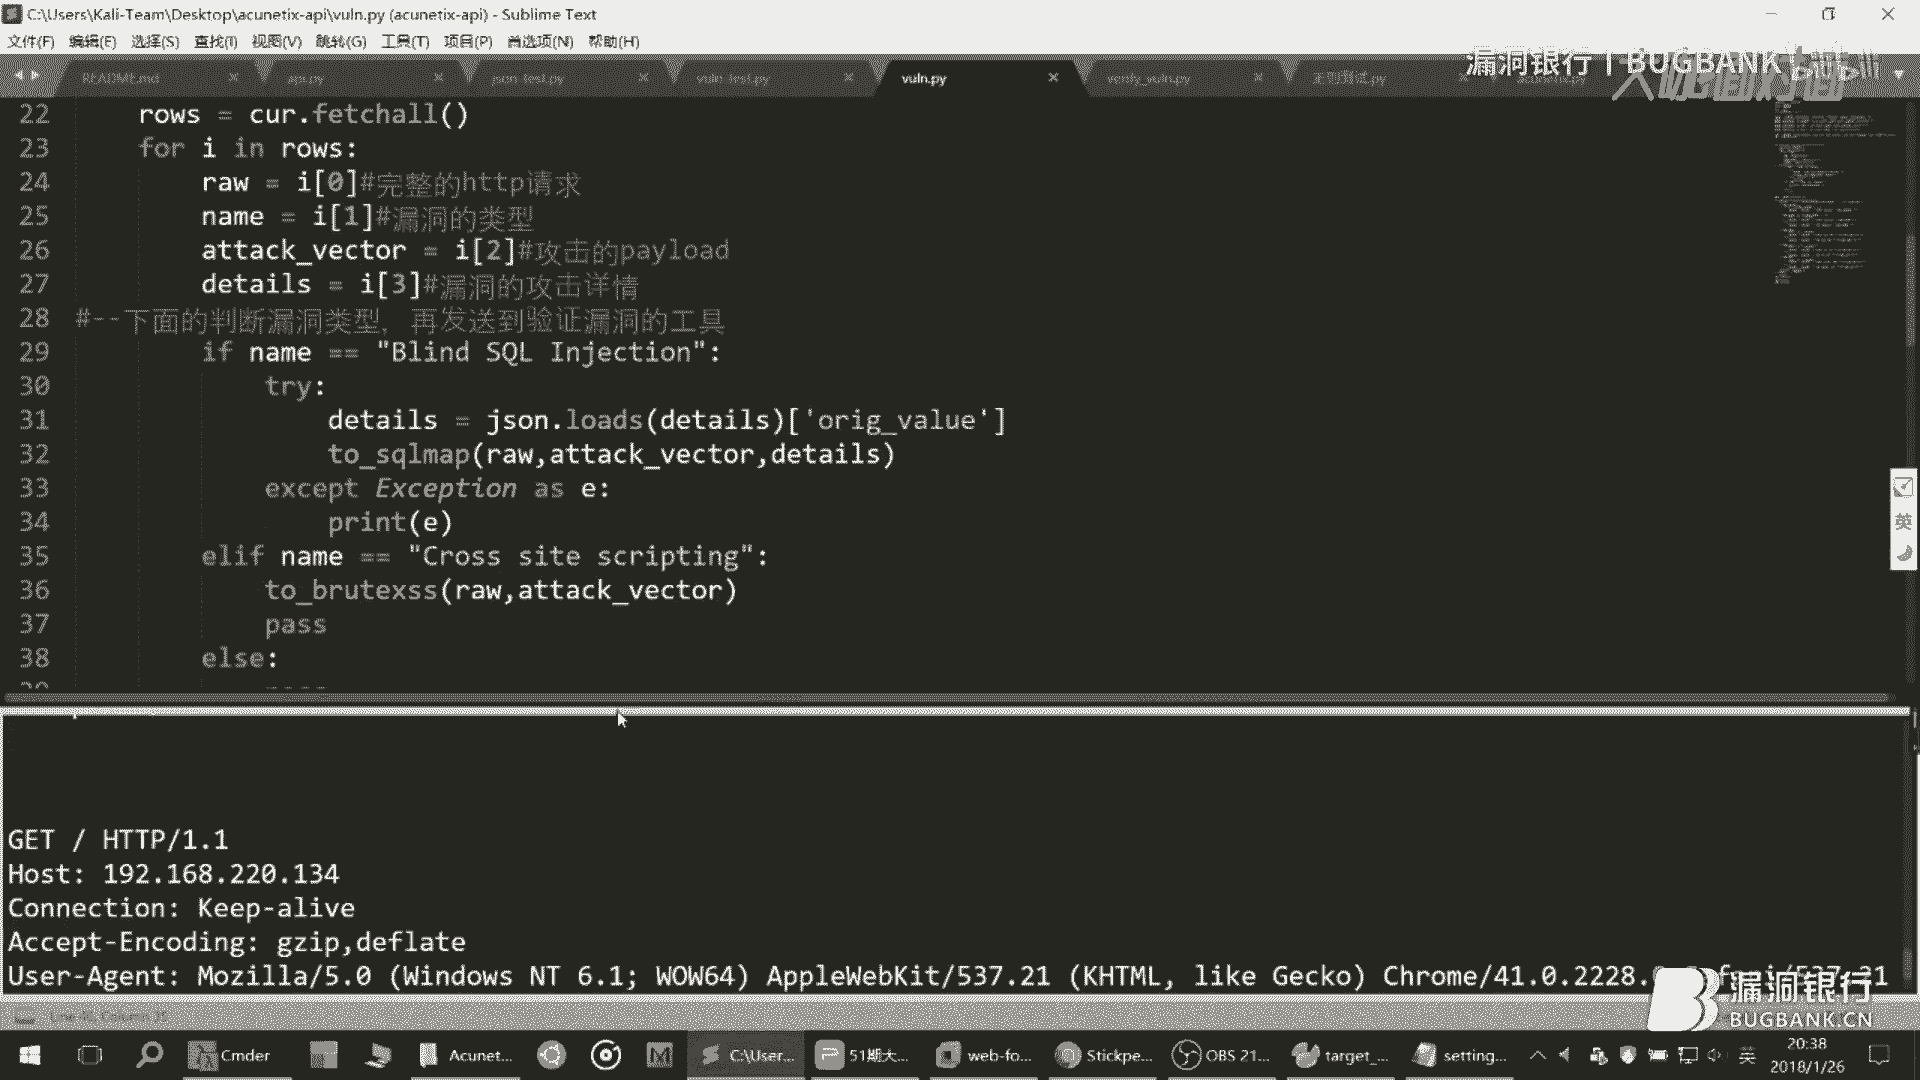 C:\Users\Kali-Team\Desktop\acunetix-api\vuln.py (acunetix-api) - Sublime Text
文件(F) 编辑(E) 选择(S) 查找(I) 视图(V) 跳转(G) 工具(T) 项目(P) 首选项(N) 帮助(H)
漏洞银行 | BUGBANK
README.md api.py json_test.py vuln_test.py vuln.py verify_vuln.py 正则测试.py
22 rows = cur.fetchall()
23 for i in rows:
24 raw = i[0]#完整的http请求
25 name = i[1]#漏洞的类型
26 attack_vector = i[2]#攻击的payload
27 details = i[3]#漏洞的攻击详情
28 #--下面的判断漏洞类型，再发送到验证漏洞的工具
29 if name == "Blind SQL Injection":
30 try:
31 details = json.loads(details)['orig_value']
32 to_sqlmap(raw,attack_vector,details)
33 except Exception as e:
34 print(e)
35 elif name == "Cross site scripting":
36 to_brutexss(raw,attack_vector)
37 pass
38 else:
英
GET / HTTP/1.1
Host: 192.168.220.134
Connection: Keep-alive
Accept-Encoding: gzip,deflate
User-Agent: Mozilla/5.0 (Windows NT 6.1; WOW64) AppleWebKit/537.21 (KHTML, like Gecko) Chrome/41.0.2228.
漏洞银行
BUGBANK.CN
Cmder Acunet... C:\User... 51期大... web-fo... Stickpe... OBS 21... target_... setting... 英 20:38
2018/1/26